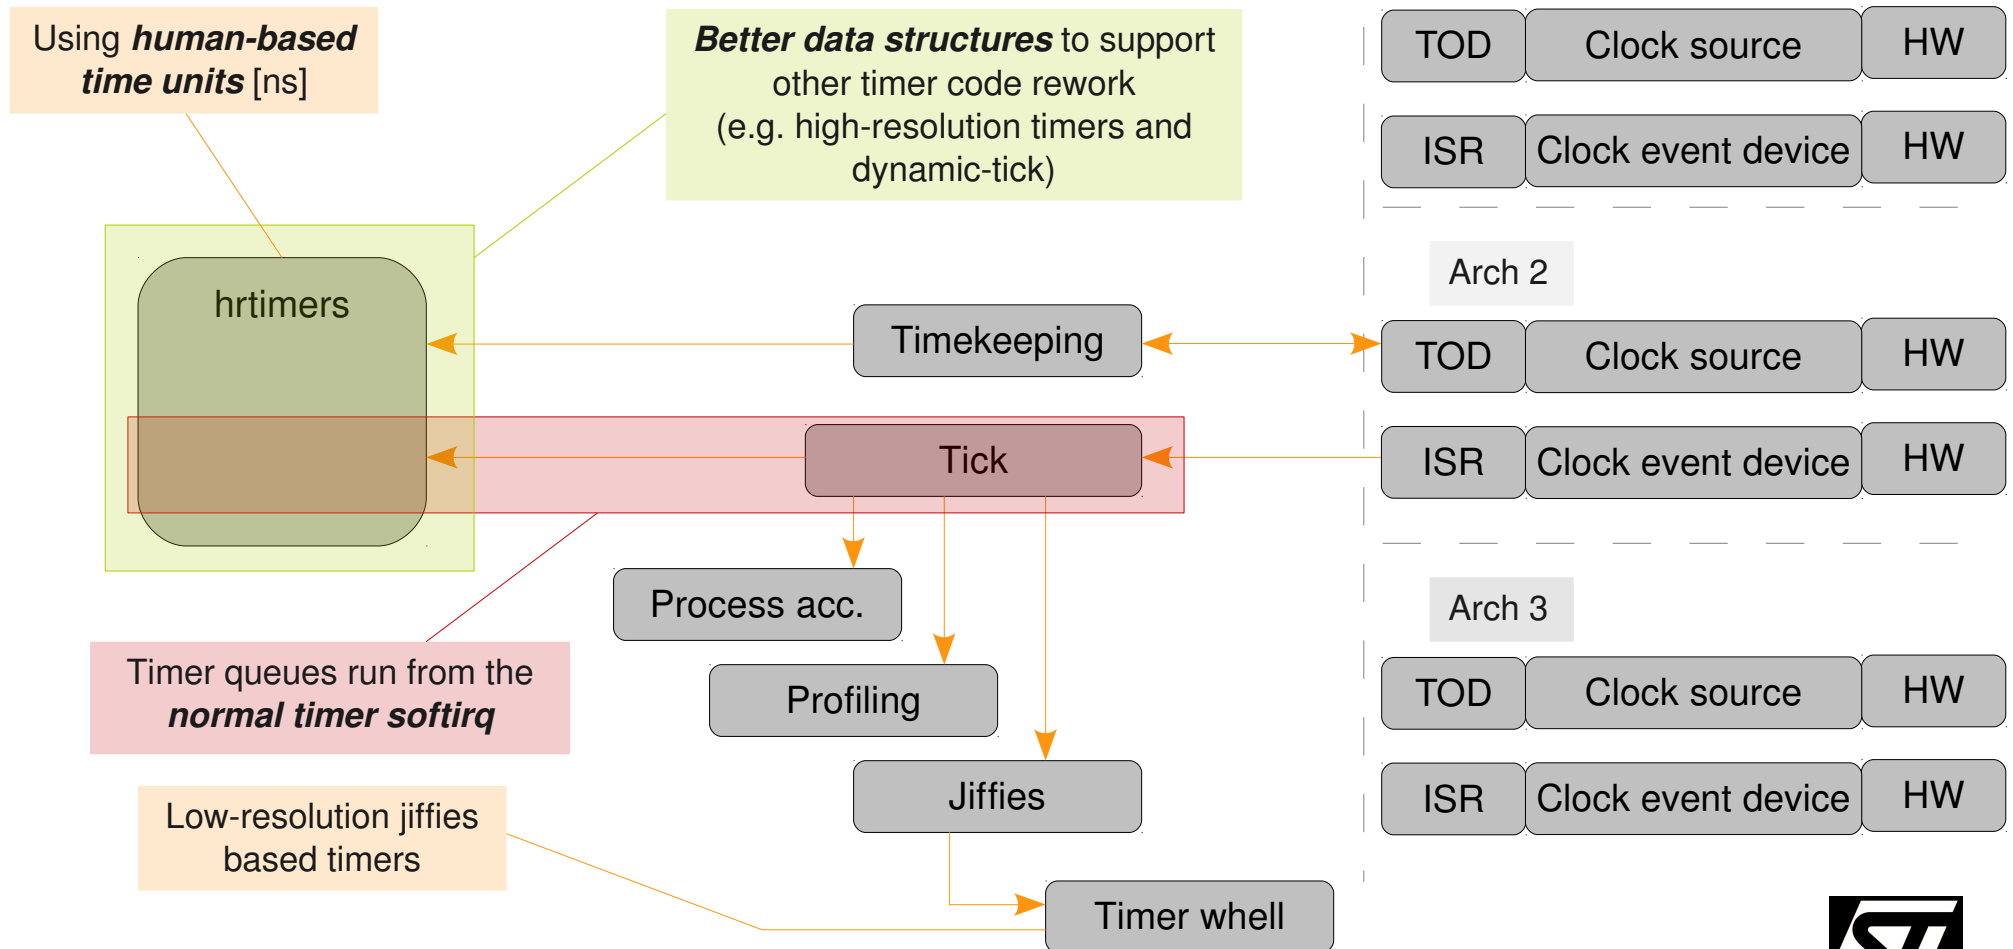 Using human-based
time units [ns]
Better data structures to support
other timer code rework
(e.g. high-resolution timers and
dynamic-tick)
TOD Clock source HW
ISR Clock event device HW
Arch 2
hrtimers
Timekeeping
TOD Clock source HW
Tick
ISR Clock event device HW
Process acc.
Arch 3
Timer queues run from the
normal timer softirq
Profiling
TOD Clock source HW
Jiffies
ISR Clock event device HW
Low-resolution jiffies
based timers
Timer whell